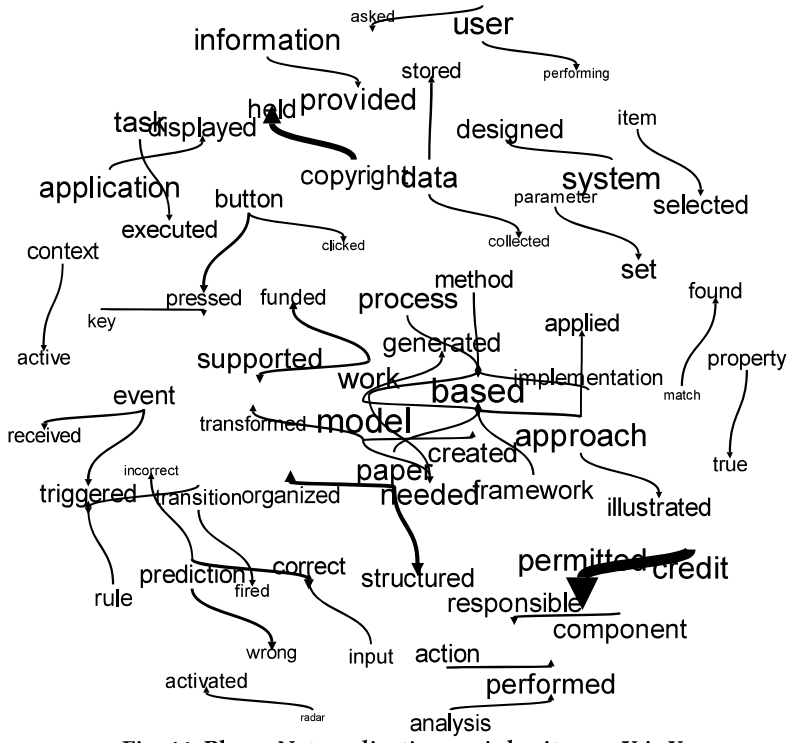 asked
user
information
stored
performing
held
provided
task
displayed
designed
item
application
copyright
data
system
parameter
selected
button
executed
clicked
collected
context
set
pressed
funded
process
method
found
key
generated
applied
active
supported
work
based
implementation
property
event
match
received
transformed
model
created
approach
true
incorrect
paper
triggered
transition
organized
needed
framework
illustrated
prediction
correct
structured
permitted
credit
rule
fired
responsible
component
wrong
input
action
activated
performed
radar
analysis